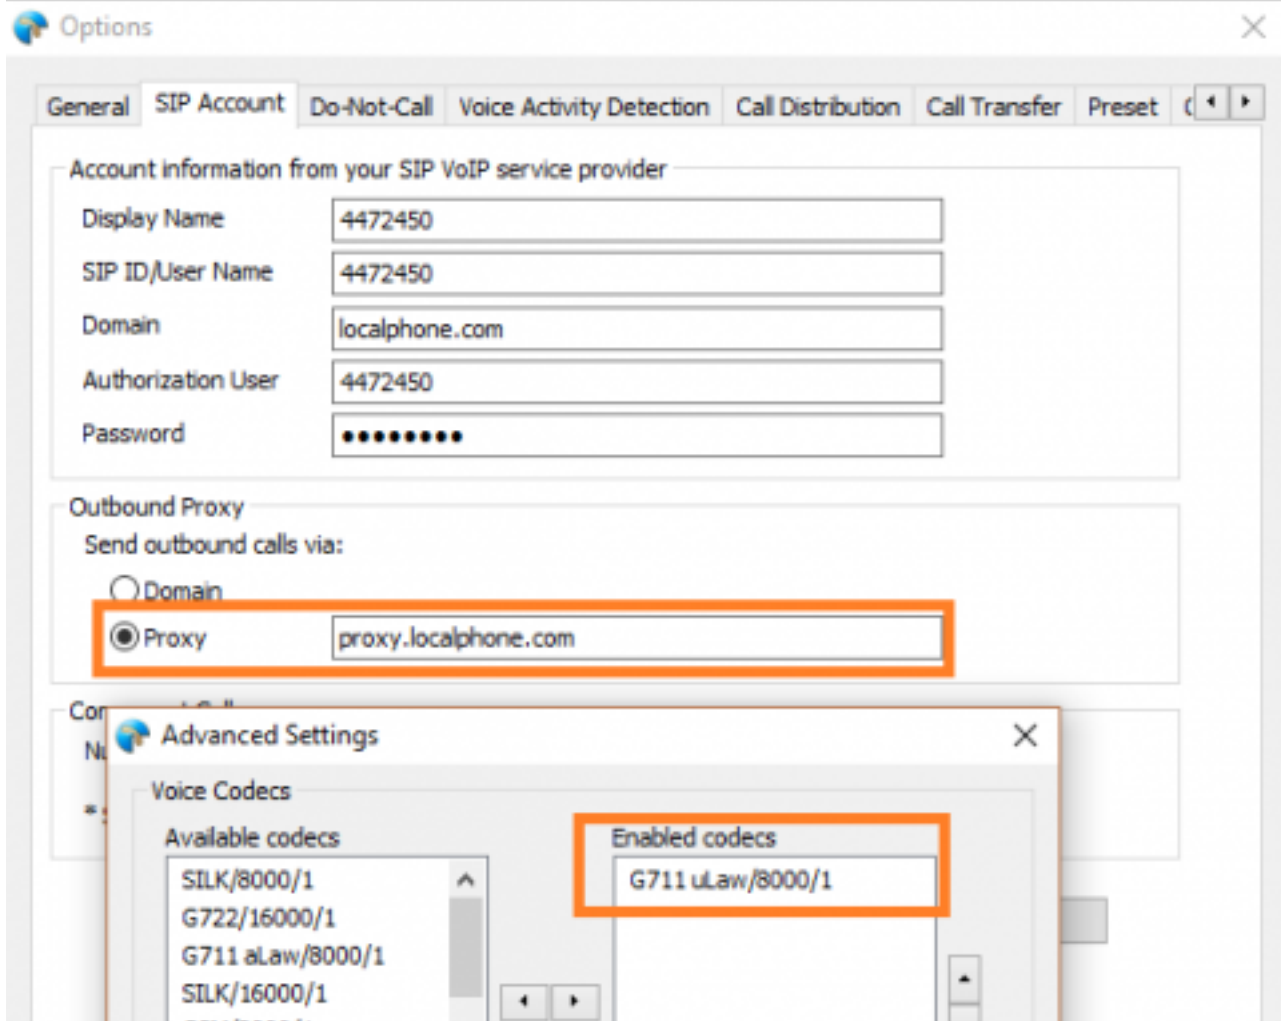 Options
General SIP Account Do-Not-Call Voice Activity Detection Call Distribution Call Transfer Preset
Account information from your SIP VoIP service provider
Display Name 4472450
SIP ID/User Name 4472450
Domain localphone.com
Authorization User 4472450
Password ••••••••
Outbound Proxy
Send outbound calls via:
Domain
Proxy proxy.localphone.com
Advanced Settings
Voice Codecs
Available codecs Enabled codecs
SILK/8000/1 G711 uLaw/8000/1
G722/16000/1
G711 aLaw/8000/1
SILK/16000/1